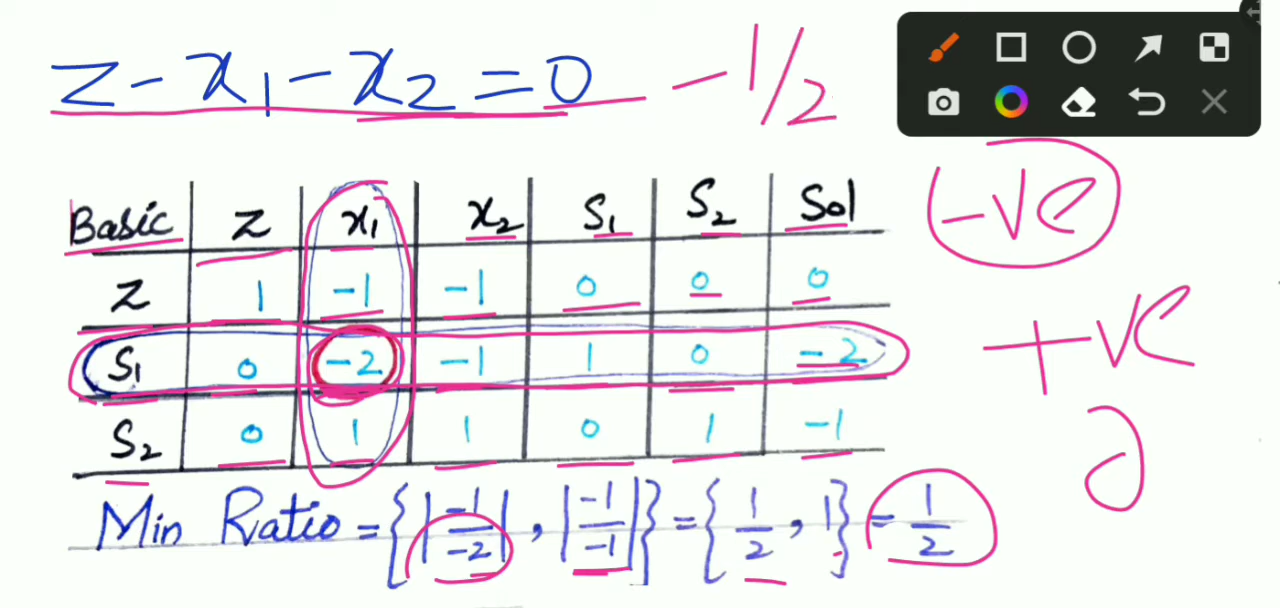 z - x₁ - x₂ = 0 - 1/2
-ve
Basic z x₁ x₂ S₁ S₂ Sol
z 1 -1 -1 0 0 0
+ve
S₁ 0 -2 -1 1 0 -2
S₂ 0 1 1 0 1 -1
Min Ratio = {|-1/-2|, |-1/-1|} = {1/2, 1} = 1/2